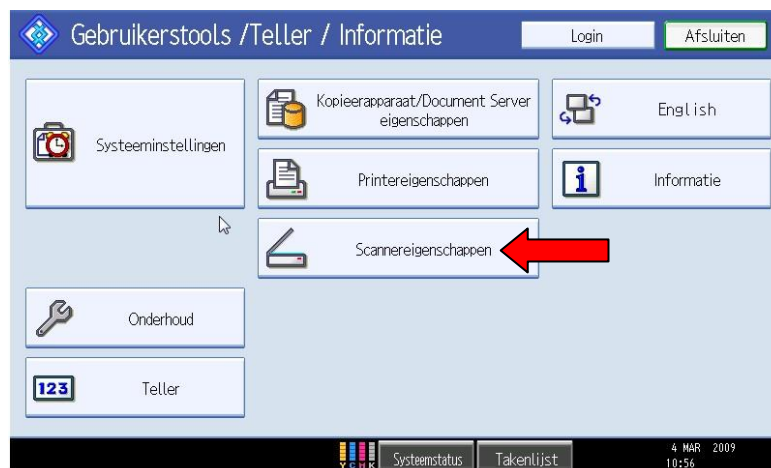 Gebruikerstools /Teller / Informatie
Login
Afsluiten
Systeeminstellingen
Kopieerapparaat/Document Server
eigenschappen
English
Printereigenschappen
Informatie
Scannereigenschappen
Onderhoud
123
Teller
Y C M K
Systeemstatus
Takenlijst
4 MAR 2009
10:56